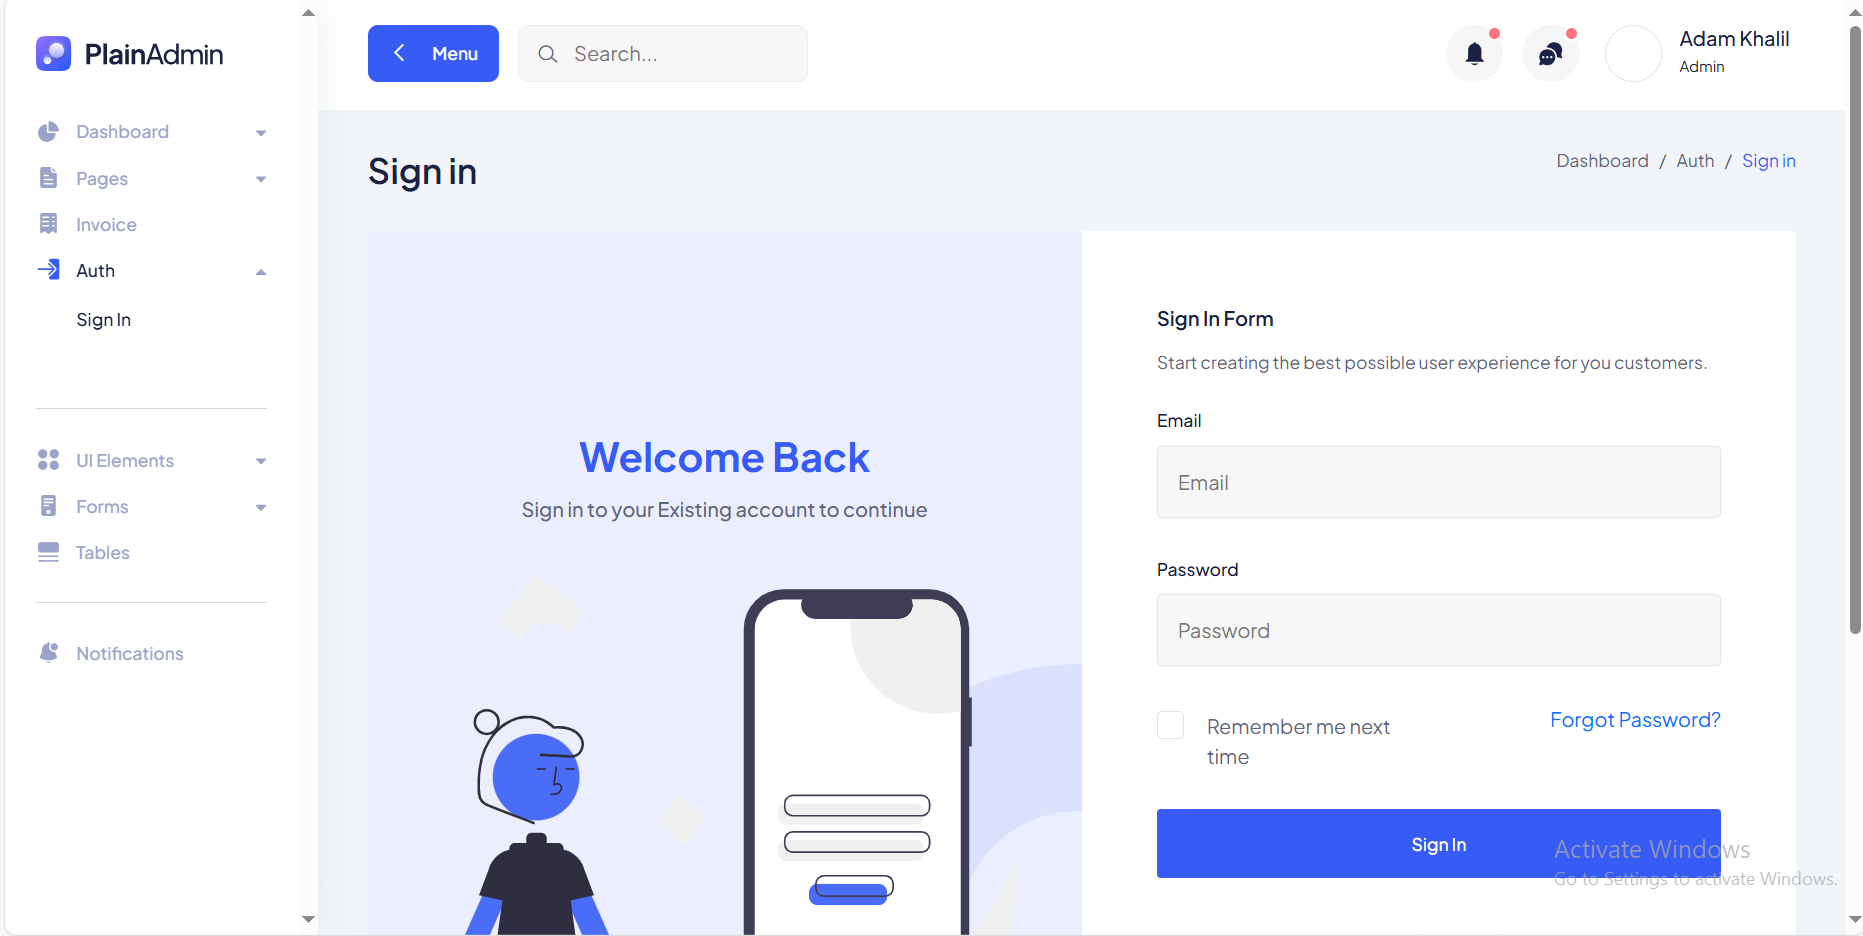 PlainAdmin
Menu
Search...
Adam Khalil
Admin
Dashboard
Pages
Invoice
Auth
Sign In
UI Elements
Forms
Tables
Notifications
Sign in
Dashboard / Auth / Sign in
Welcome Back
Sign in to your Existing account to continue
Sign In Form
Start creating the best possible user experience for you customers.
Email
Email
Password
Password
Remember me next
time
Forgot Password?
Sign In
Activate Windows
Go to Settings to activate Windows.